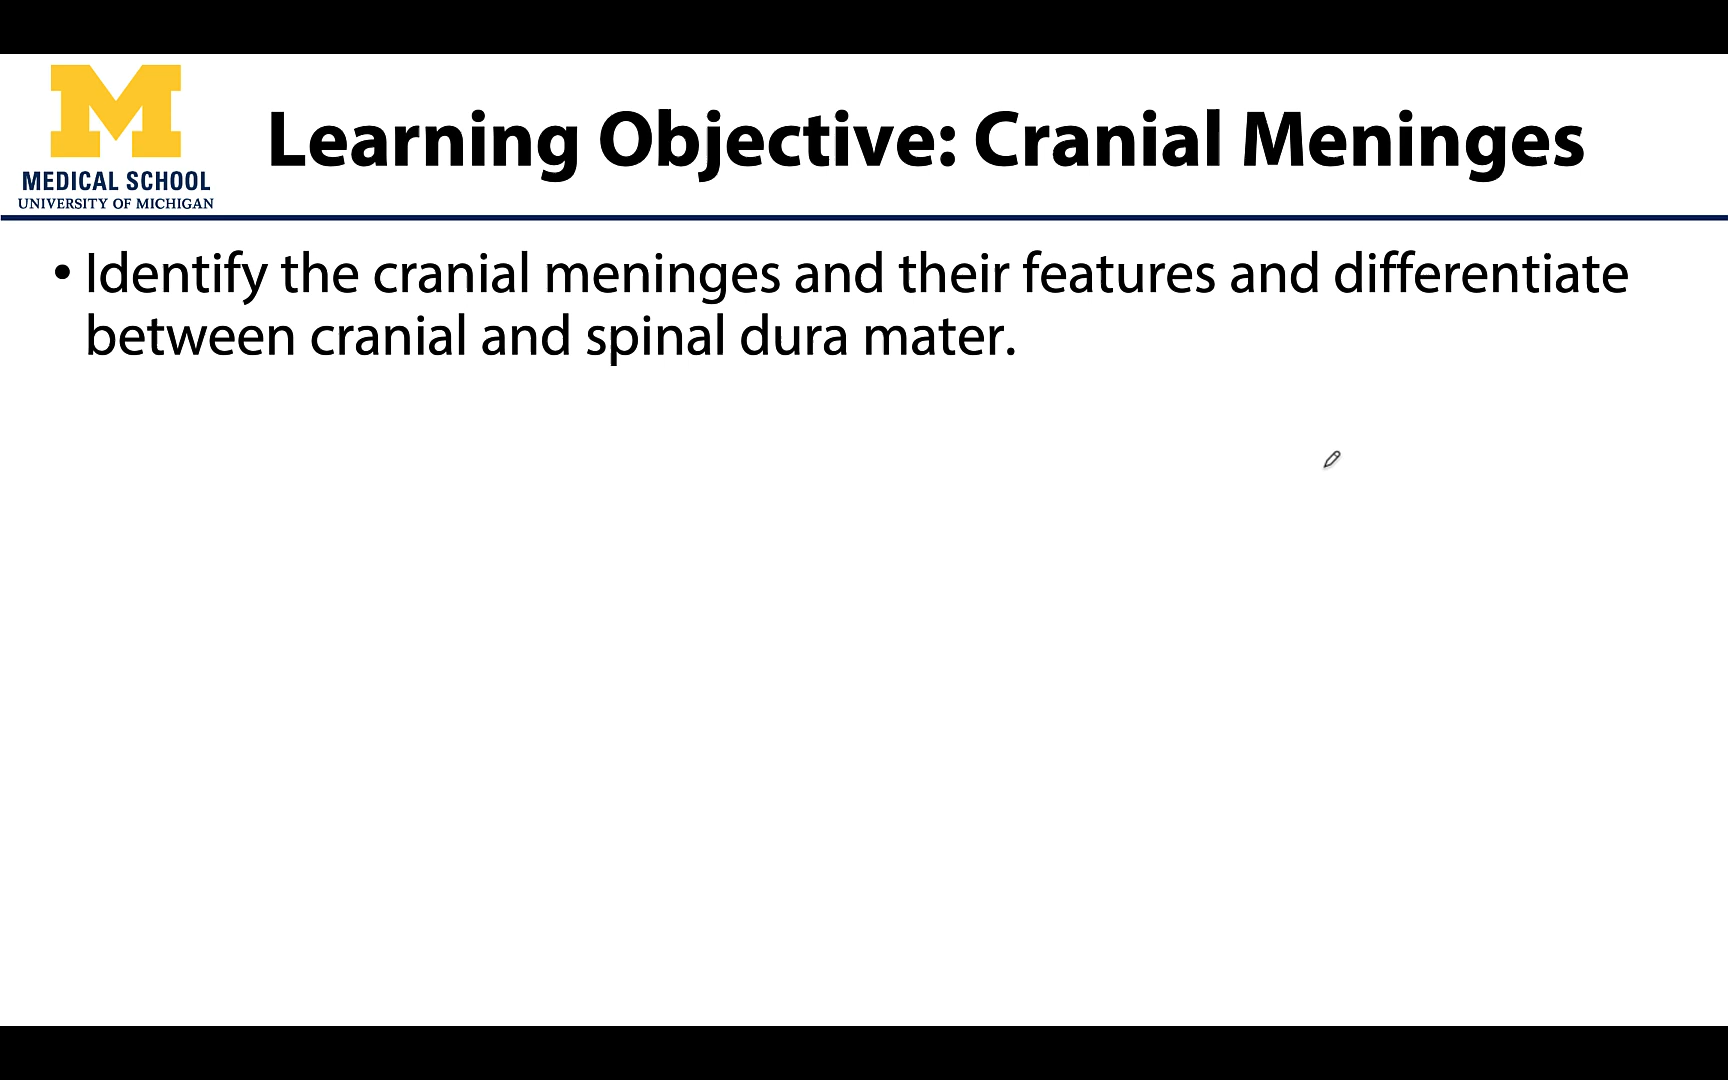 MEDICAL SCHOOL
UNIVERSITY OF MICHIGAN
Learning Objective: Cranial Meninges
• Identify the cranial meninges and their features and differentiate
between cranial and spinal dura mater.